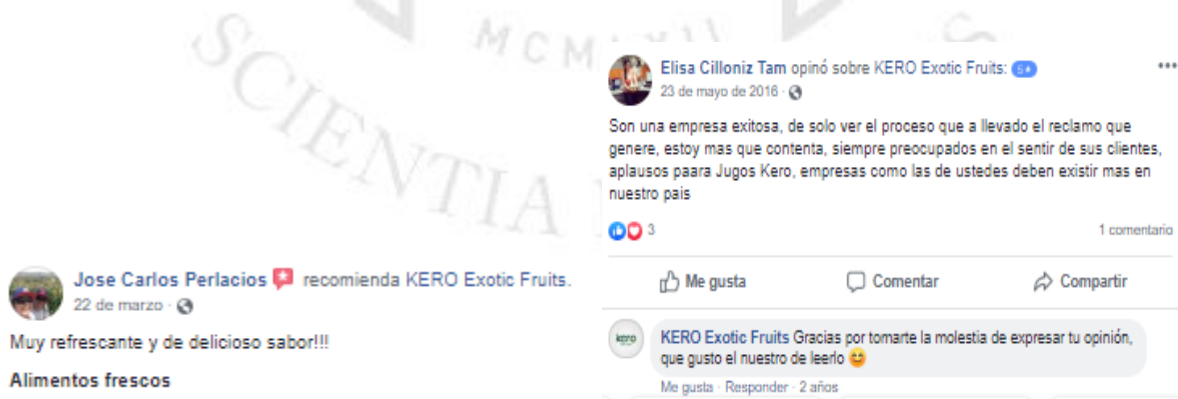 MCMXVII
SCIENTIA
Elisa Cilloniz Tam opinó sobre KERO Exotic Fruits: 5★
23 de mayo de 2016 ·
Son una empresa exitosa, de solo ver el proceso que a llevado el reclamo que
genere, estoy mas que contenta, siempre preocupados en el sentir de sus clientes,
aplausos paara Jugos Kero, empresas como las de ustedes deben existir mas en
nuestro pais
3
1 comentario
Me gusta Comentar Compartir
kero
KERO Exotic Fruits Gracias por tomarte la molestia de expresar tu opinión,
que gusto el nuestro de leerlo 😊
Me gusta · Responder · 2 años
Jose Carlos Perlacios recomienda KERO Exotic Fruits.
22 de marzo ·
Muy refrescante y de delicioso sabor!!!
Alimentos frescos